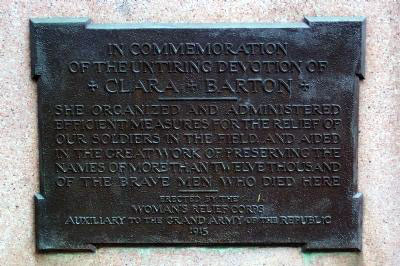 IN COMMEMORATION
OF THE UNTIRING DEVOTION OF
CLARA BARTON
SHE ORGANIZED AND ADMINISTERED
EFFICIENT MEASURES FOR THE RELIEF OF
OUR SOLDIERS IN THE FIELD AND AIDED
IN THE GREAT WORK OF PRESERVING THE
NAMES OF MORE THAN TWELVE THOUSAND
OF THE BRAVE MEN WHO DIED HERE
ERECTED BY THE
WOMAN'S RELIEF CORPS
AUXILIARY TO THE GRAND ARMY OF THE REPUBLIC
1915